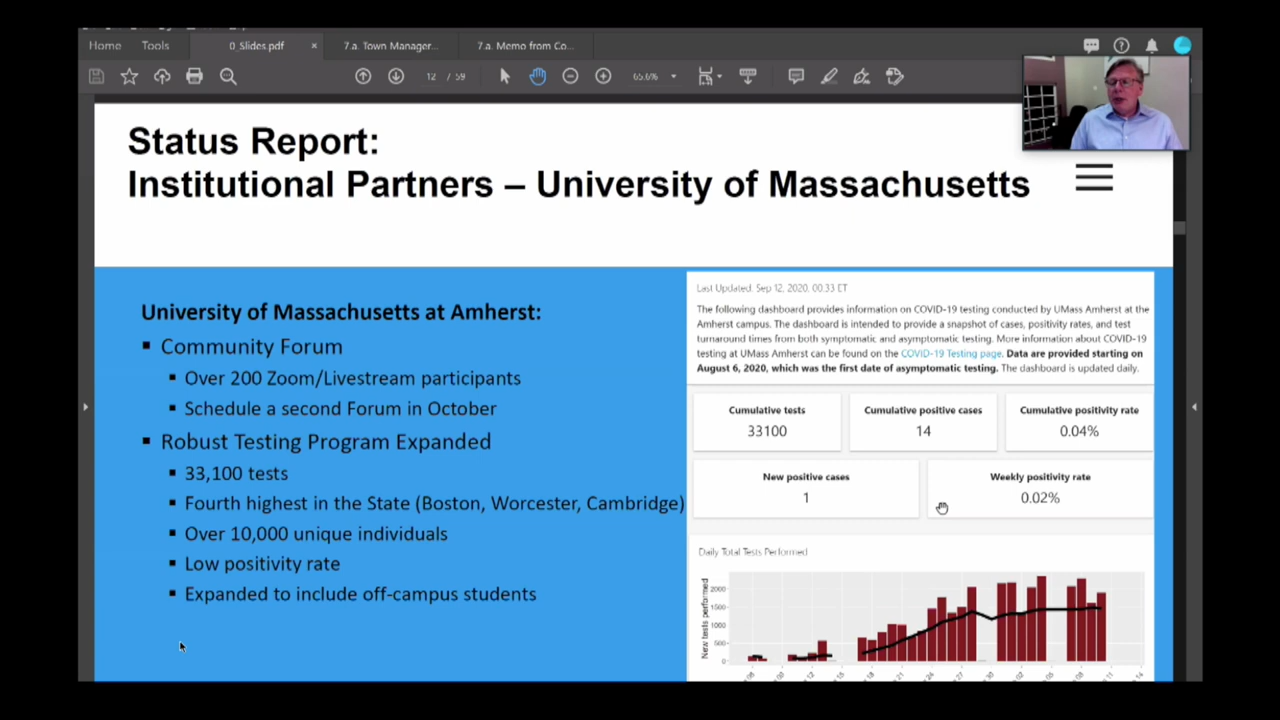 Home Tools 0_Slides.pdf × 7.a. Town Manager... 7.a. Memo from Co...
12 / 59 65.6%
Status Report:
Institutional Partners – University of Massachusetts
University of Massachusetts at Amherst:
Community Forum
Over 200 Zoom/Livestream participants
Schedule a second Forum in October
Robust Testing Program Expanded
33,100 tests
Fourth highest in the State (Boston, Worcester, Cambridge)
Over 10,000 unique individuals
Low positivity rate
Expanded to include off-campus students
Last Updated: Sep 12, 2020, 00:33 ET
The following dashboard provides information on COVID-19 testing conducted by UMass Amherst at the
Amherst campus. The dashboard is intended to provide a snapshot of cases, positivity rates, and test
turnaround times from both symptomatic and asymptomatic testing. More information about COVID-19
testing at UMass Amherst can be found on the COVID-19 Testing page. Data are provided starting on
August 6, 2020, which was the first date of asymptomatic testing. The dashboard is updated daily.
Cumulative tests
33100
Cumulative positive cases
14
Cumulative positivity rate
0.04%
New positive cases
1
Weekly positivity rate
0.02%
Daily Total Tests Performed
New tests performed
2000
1500
1000
500
0